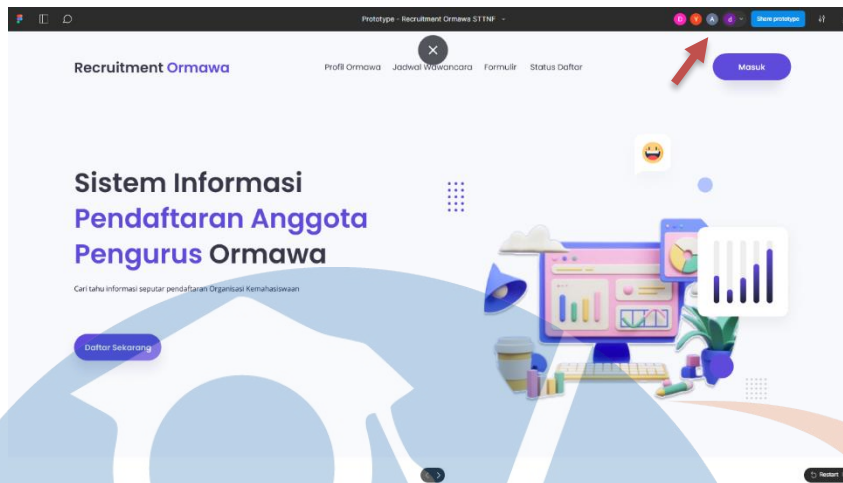 Prototype - Recruitment Ormawa STTNF
D
Y
A
d
Share prototype
Recruitment Ormawa
Profil Ormawa
Jadwal Wawancara
Formulir
Status Daftar
Masuk
Sistem Informasi
Pendaftaran Anggota
Pengurus Ormawa
Cari tahu informasi seputar pendaftaran Organisasi Kemahasiswaan
Daftar Sekarang
Restart